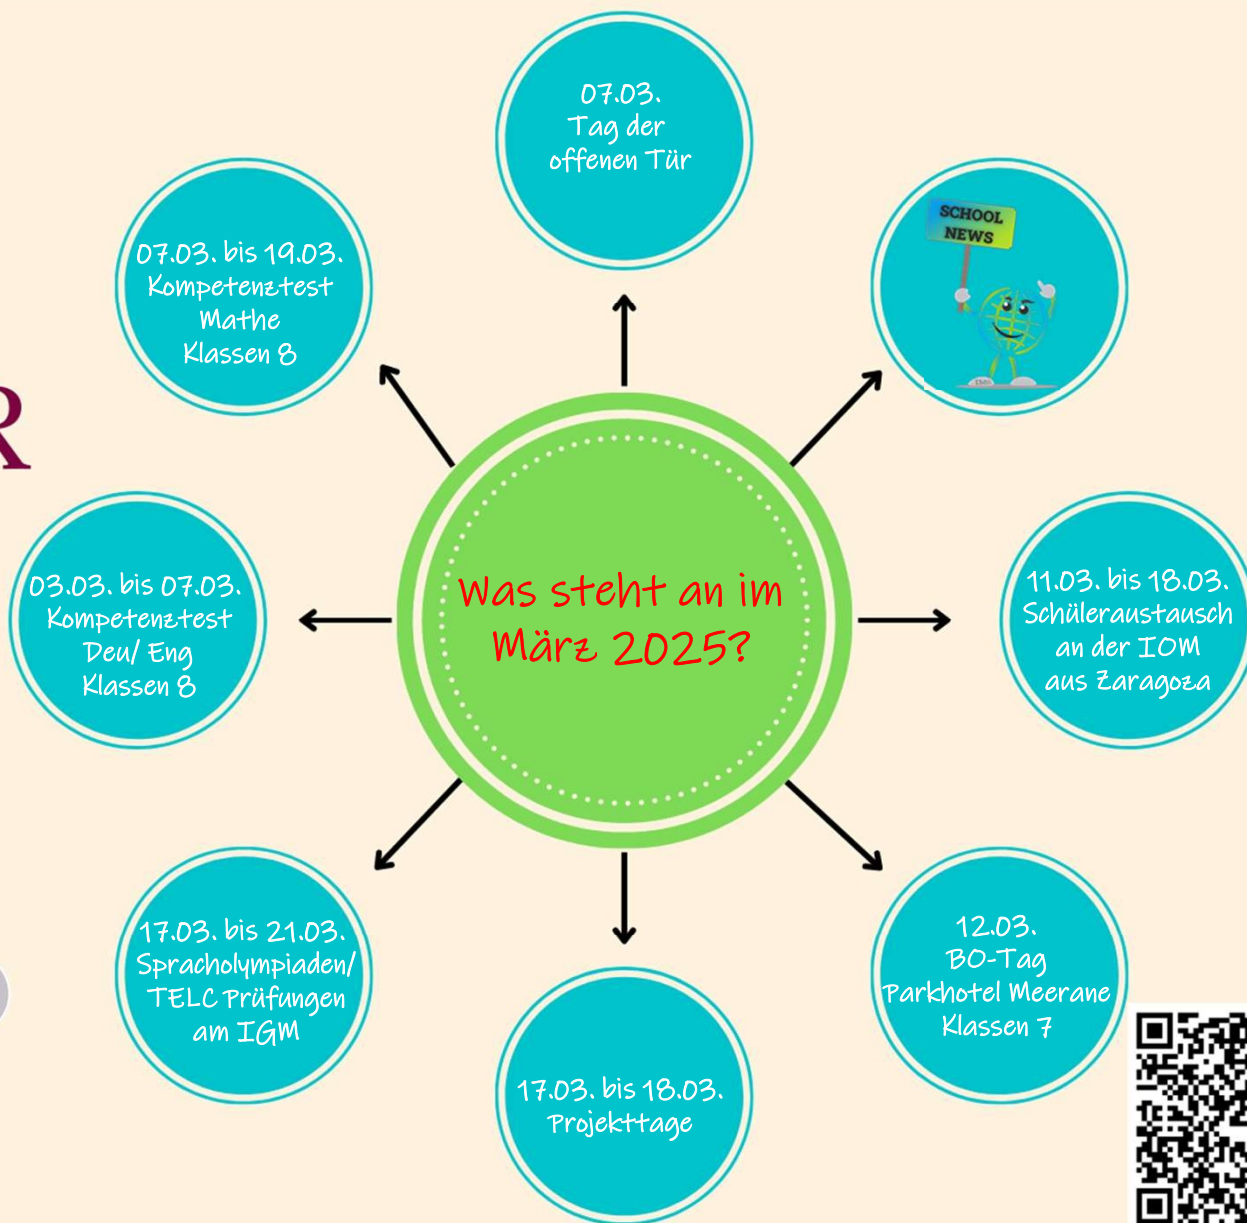 07.03.
Tag der
offenen Tür
SCHOOL
NEWS
07.03. bis 19.03.
Kompetenztest
Mathe
Klassen 8
R
03.03. bis 07.03.
Kompetenztest
Deu/ Eng
Klassen 8
Was steht an im
März 2025?
11.03. bis 18.03.
Schüleraustausch
an der IOM
aus Zaragoza
17.03. bis 21.03.
Spracholympiaden/
TELC Prüfungen
am IGM
12.03.
BO-Tag
Parkhotel Meerane
Klassen 7
17.03. bis 18.03.
Projekttage